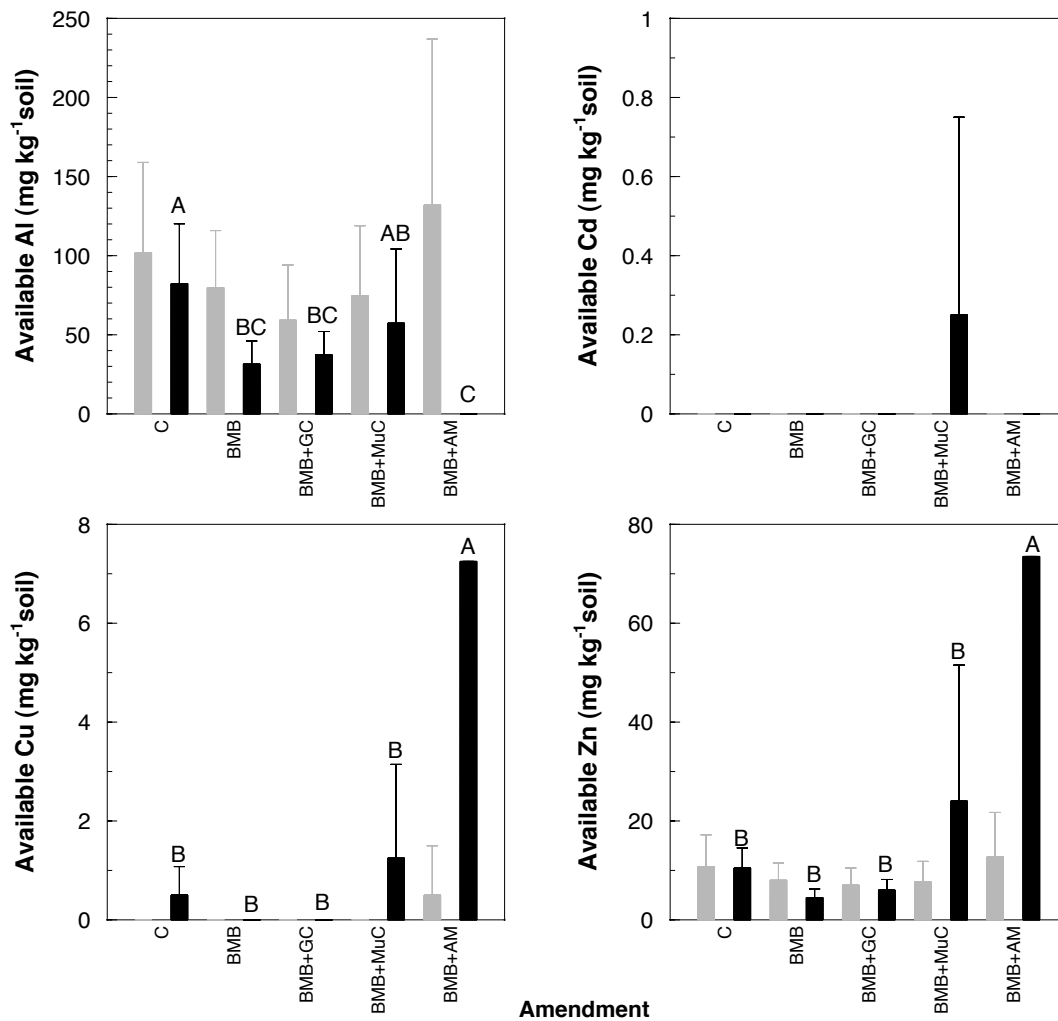 Available Al (mg kg⁻¹soil)
250
200
150
100
50
0
A
BC
BC
AB
C
C
BMB
BMB+GC
BMB+MuC
BMB+AM
Available Cd (mg kg⁻¹soil)
1
0.8
0.6
0.4
0.2
0
C
BMB
BMB+GC
BMB+MuC
BMB+AM
Available Cu (mg kg⁻¹soil)
8
6
4
2
0
B
B
B
B
A
C
BMB
BMB+GC
BMB+MuC
BMB+AM
Available Zn (mg kg⁻¹soil)
80
60
40
20
0
B
B
B
B
A
C
BMB
BMB+GC
BMB+MuC
BMB+AM
Amendment